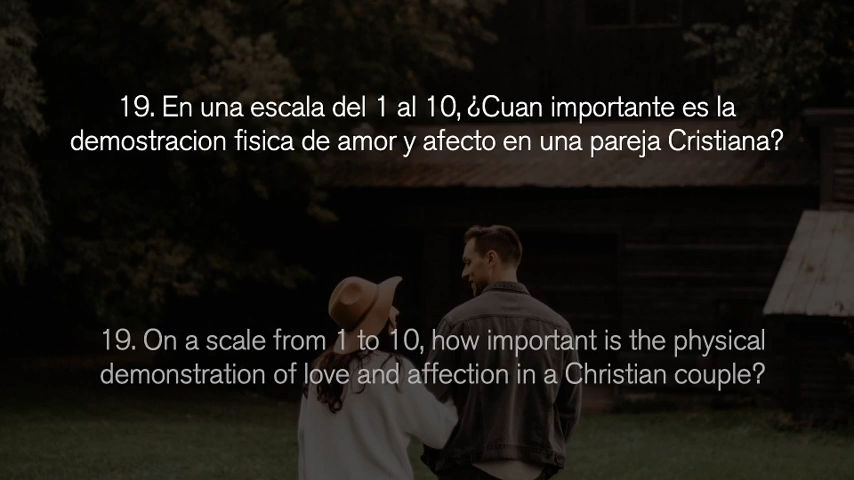 19. En una escala del 1 al 10, ¿Cuan importante es la
demostracion fisica de amor y afecto en una pareja Cristiana?
19. On a scale from 1 to 10, how important is the physical
demonstration of love and affection in a Christian couple?